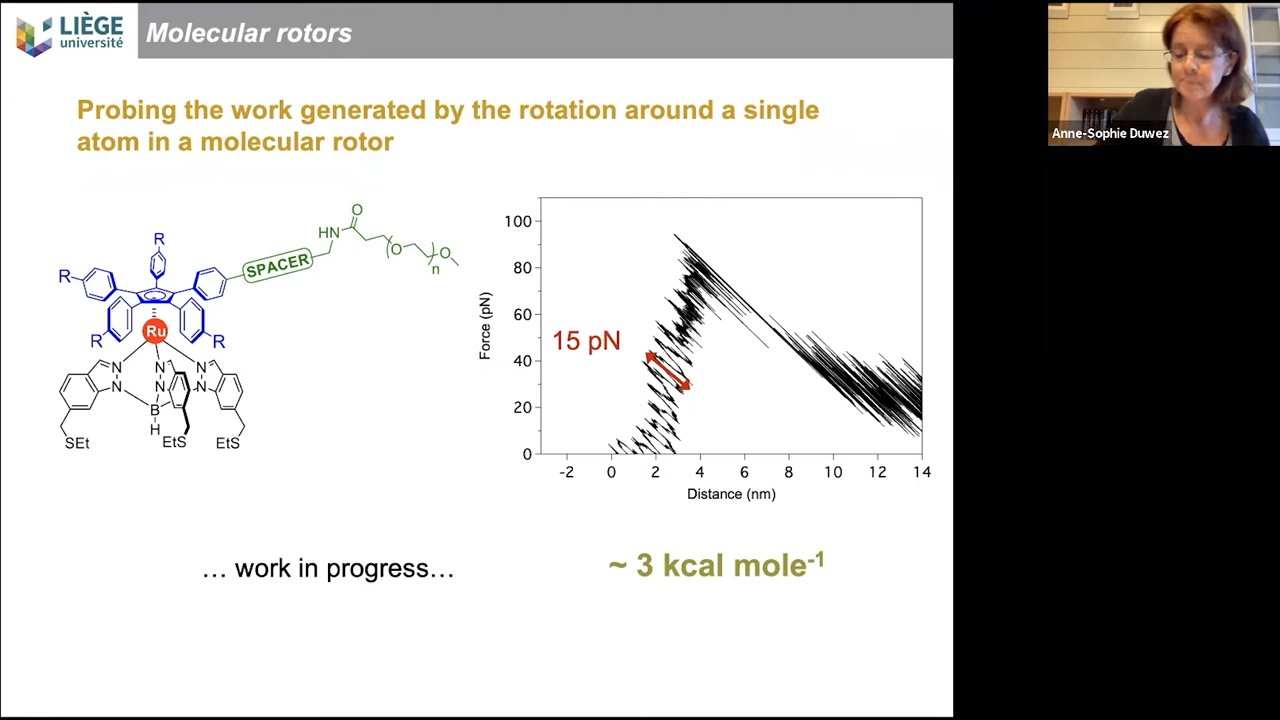 LIÈGE
université
Molecular rotors
Anne-Sophie Duwez
Probing the work generated by the rotation around a single
atom in a molecular rotor
R
R
R
R
SPACER
HN
O
O
n
O
Ru
N
N
N
N
N
N
B
H
SEt
EtS
EtS
Force (pN)
100
80
60
40
20
0
15 pN
-2
0
2
4
6
8
10
12
14
Distance (nm)
… work in progress…
~ 3 kcal mole-1